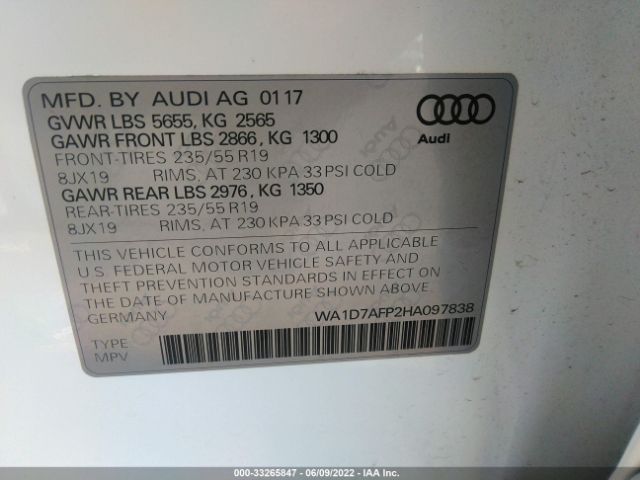 MFD. BY AUDI AG 01 17
GVWR LBS 5655, KG 2565
GAWR FRONT LBS 2866, KG 1300
FRONT-TIRES 235/55 R19
8JX19 RIMS, AT 230 KPA 33 PSI COLD
GAWR REAR LBS 2976, KG 1350
REAR-TIRES 235/55 R19
8JX19 RIMS, AT 230 KPA 33 PSI COLD
Audi
THIS VEHICLE CONFORMS TO ALL APPLICABLE
U.S. FEDERAL MOTOR VEHICLE SAFETY AND
THEFT PREVENTION STANDARDS IN EFFECT ON
THE DATE OF MANUFACTURE SHOWN ABOVE.
GERMANY WA1D7AFP2HA097838
TYPE
MPV
000-33265847 - 06/09/2022 - IAA Inc.